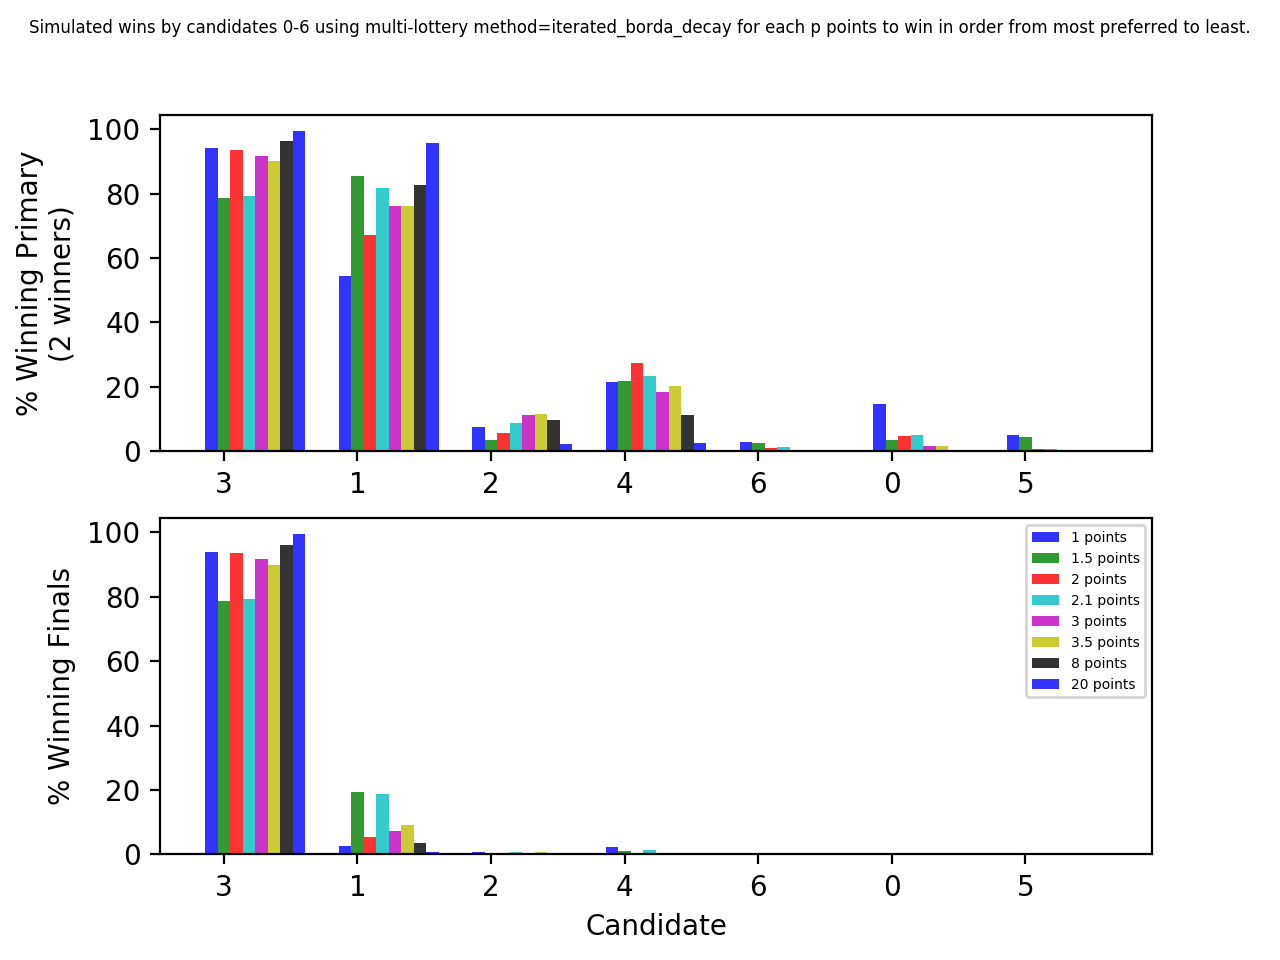 Simulated wins by candidates 0-6 using multi-lottery method=iterated_borda_decay for each p points to win in order from most preferred to least.
% Winning Primary
(2 winners)
100
80
60
40
20
0
3 1 2 4 6 0 5
% Winning Finals
100
80
60
40
20
0
1 points
1.5 points
2 points
2.1 points
3 points
3.5 points
8 points
20 points
3 1 2 4 6 0 5
Candidate